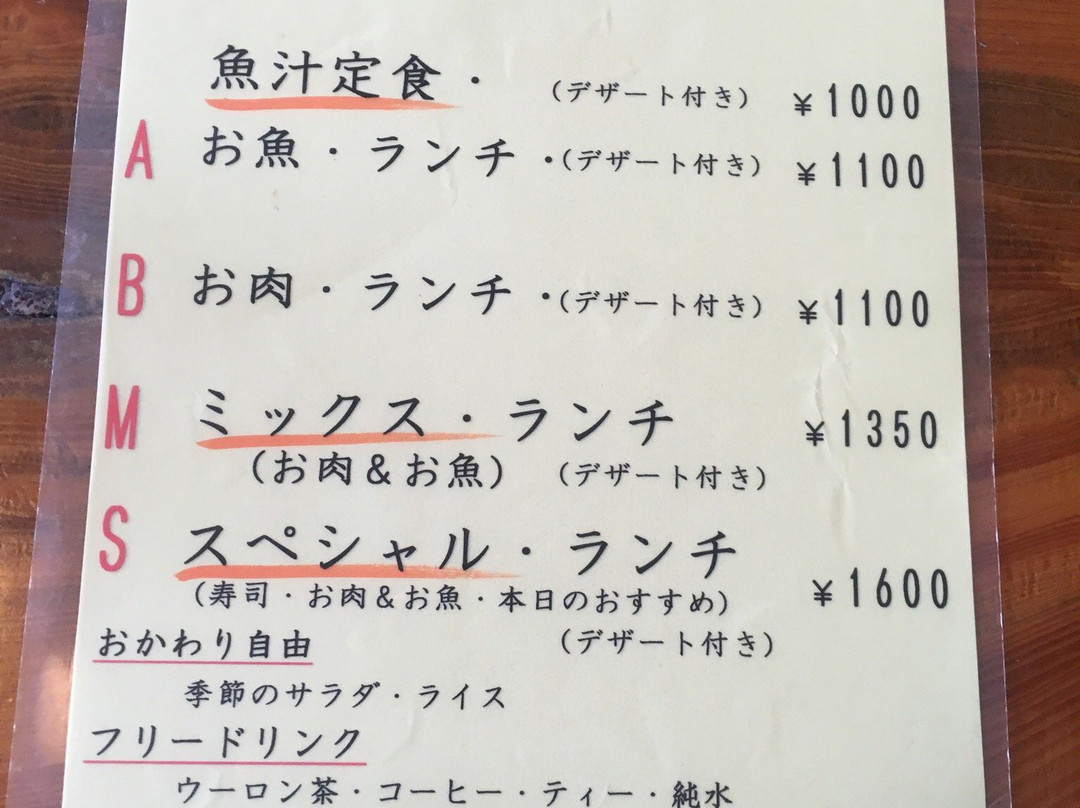 魚汁定食・ (デザート付き) ¥1000
A お魚・ランチ・(デザート付き) ¥1100
B お肉・ランチ・(デザート付き) ¥1100
M ミックス・ランチ ¥1350
(お肉&お魚) (デザート付き)
S スペシャル・ランチ ¥1600
(寿司・お肉&お魚・本日のおすすめ)
おかわり自由 (デザート付き)
季節のサラダ・ライス
フリードリンク
ウーロン茶・コーヒー・ティー・純水